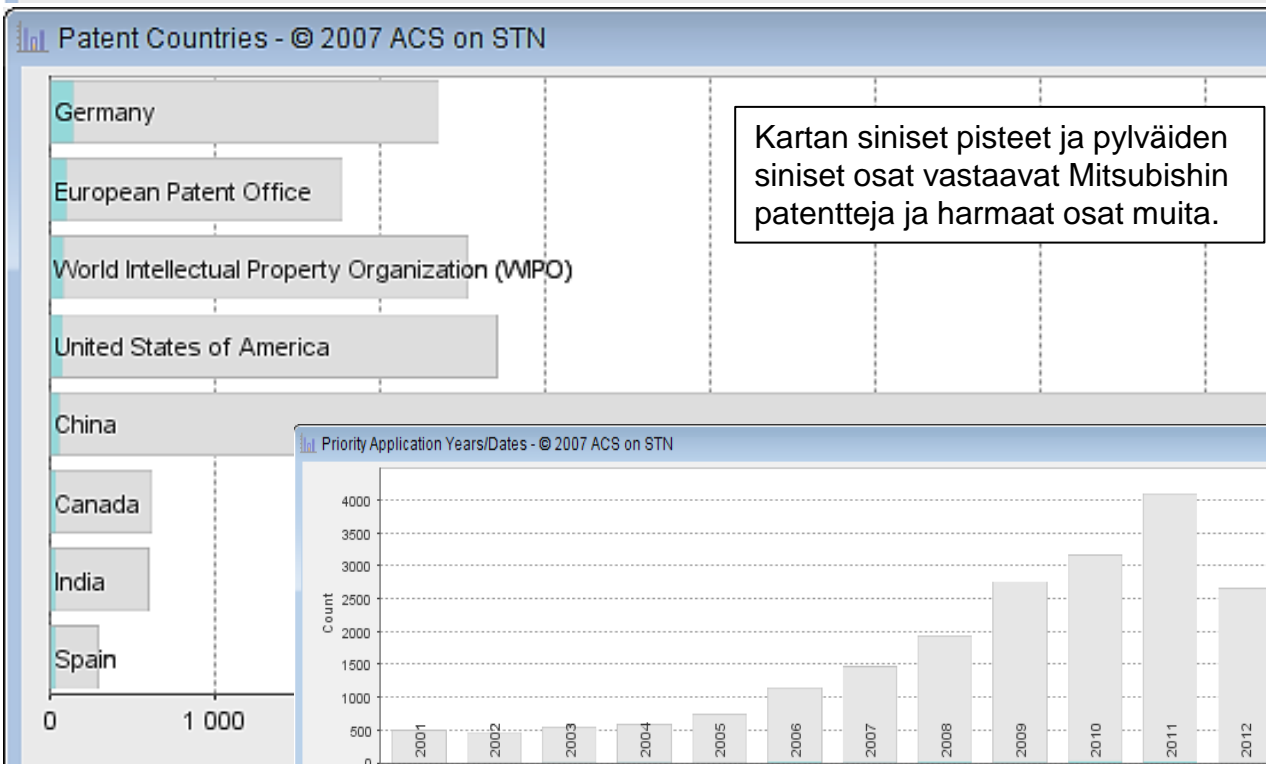 Patent Countries - © 2007 ACS on STN
Germany
Kartan siniset pisteet ja pylväiden
siniset osat vastaavat Mitsubishin
patentteja ja harmaat osat muita.
European Patent Office
World Intellectual Property Organization (WIPO)
United States of America
China
Canada
India
Spain
0
1 000
Priority Application Years/Dates - © 2007 ACS on STN
4000
3500
3000
2500
2000
1500
1000
500
0
Count
2001
2002
2003
2004
2005
2006
2007
2008
2009
2010
2011
2012